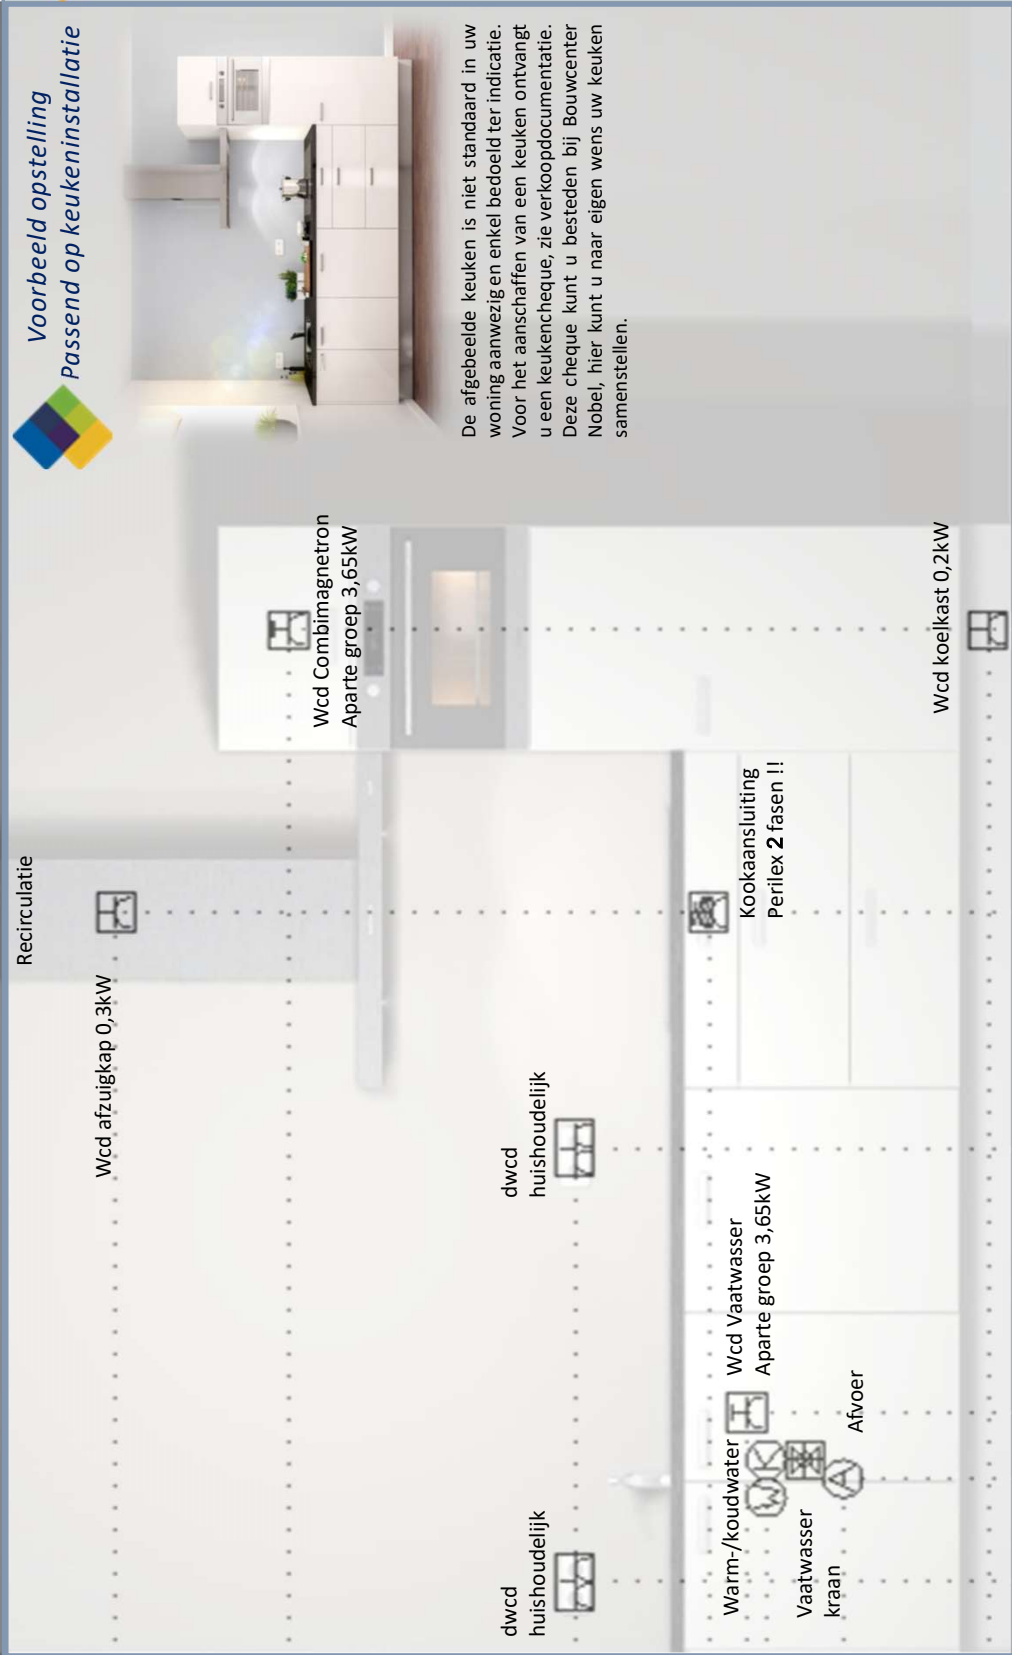 Voorbeeld opstelling
Passend op keukeninstallatie
De afgebeelde keuken is niet standaard in uw
woning aanwezig en enkel bedoeld ter indicatie.
Voor het aanschaffen van een keuken ontvangt
u een keukencheque, zie verkoopdocumentatie.
Deze cheque kunt u besteden bij Bouwcenter
Nobel, hier kunt u naar eigen wens uw keuken
samenstellen.
Recirculatie
Wcd afzuigkap 0,3kW
Wcd Combimagnetron
Aparte groep 3,65kW
dwcd
huishoudelijk
dwcd
huishoudelijk
Kookaansluiting
Perilex 2 fasen !!
Wcd Vaatwasser
Aparte groep 3,65kW
Warm-/koudwater
W
K
A
Vaatwasser
kraan
Afvoer
Wcd koelkast 0,2kW